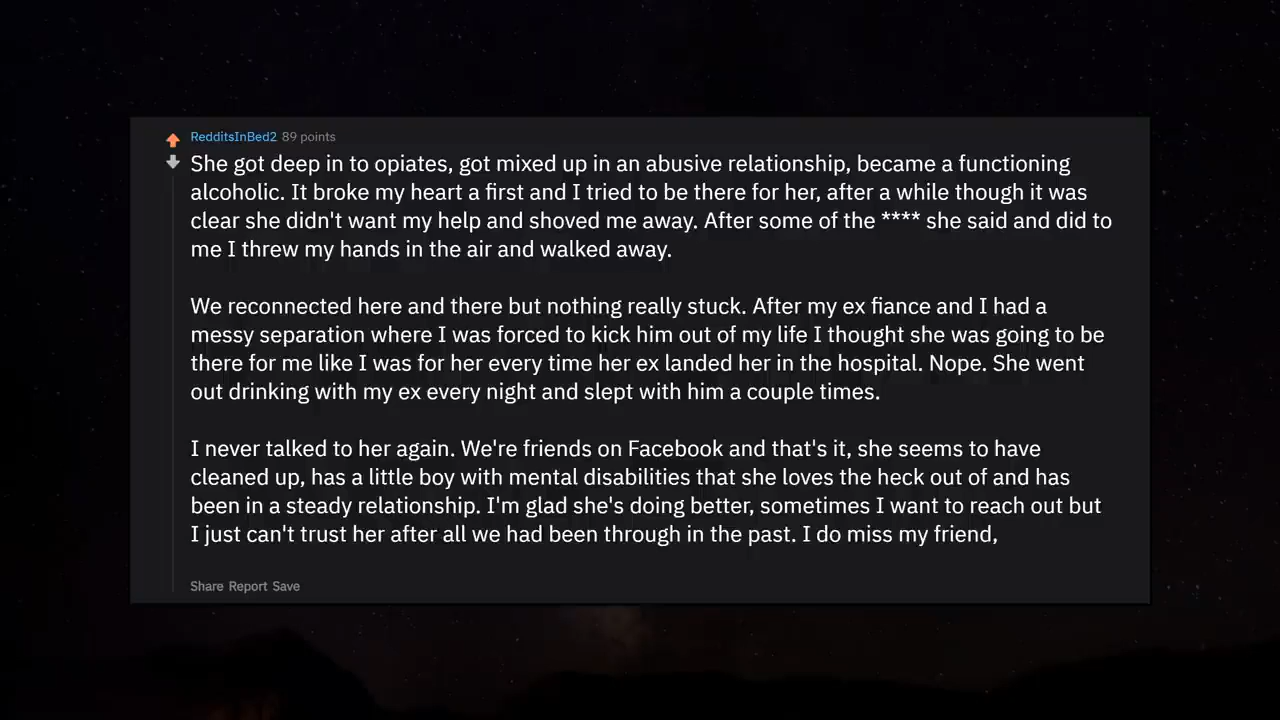 RedditsInBed2 89 points
She got deep in to opiates, got mixed up in an abusive relationship, became a functioning
alcoholic. It broke my heart a first and I tried to be there for her, after a while though it was
clear she didn't want my help and shoved me away. After some of the **** she said and did to
me I threw my hands in the air and walked away.
We reconnected here and there but nothing really stuck. After my ex fiance and I had a
messy separation where I was forced to kick him out of my life I thought she was going to be
there for me like I was for her every time her ex landed her in the hospital. Nope. She went
out drinking with my ex every night and slept with him a couple times.
I never talked to her again. We're friends on Facebook and that's it, she seems to have
cleaned up, has a little boy with mental disabilities that she loves the heck out of and has
been in a steady relationship. I'm glad she's doing better, sometimes I want to reach out but
I just can't trust her after all we had been through in the past. I do miss my friend,
Share Report Save